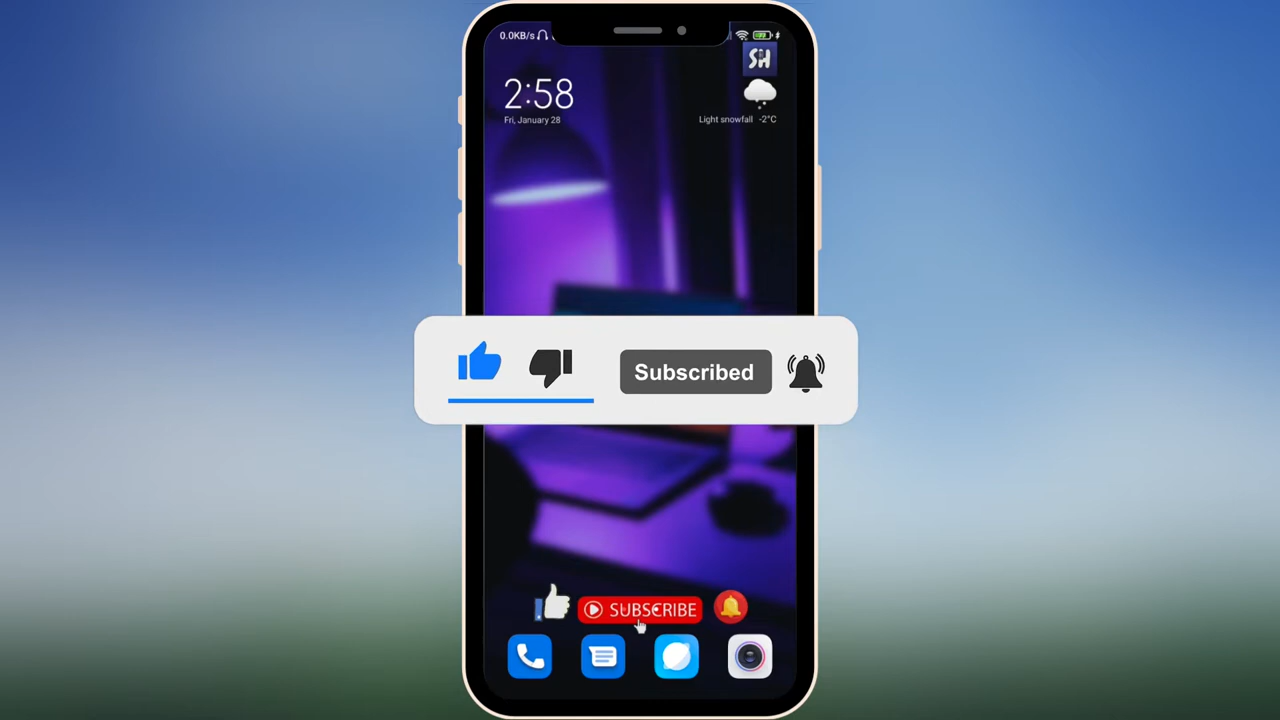 0.0KB/s
SH
2:58
Fri, January 28
Light snowfall -2°C
Subscribed
SUBSCRIBE